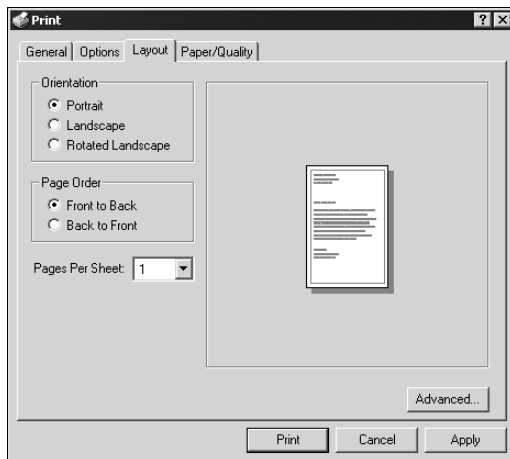 Print
General Options Layout Paper/Quality
Orientation
Portrait
Landscape
Rotated Landscape
Page Order
Front to Back
Back to Front
Pages Per Sheet: 1
Advanced...
Print Cancel Apply